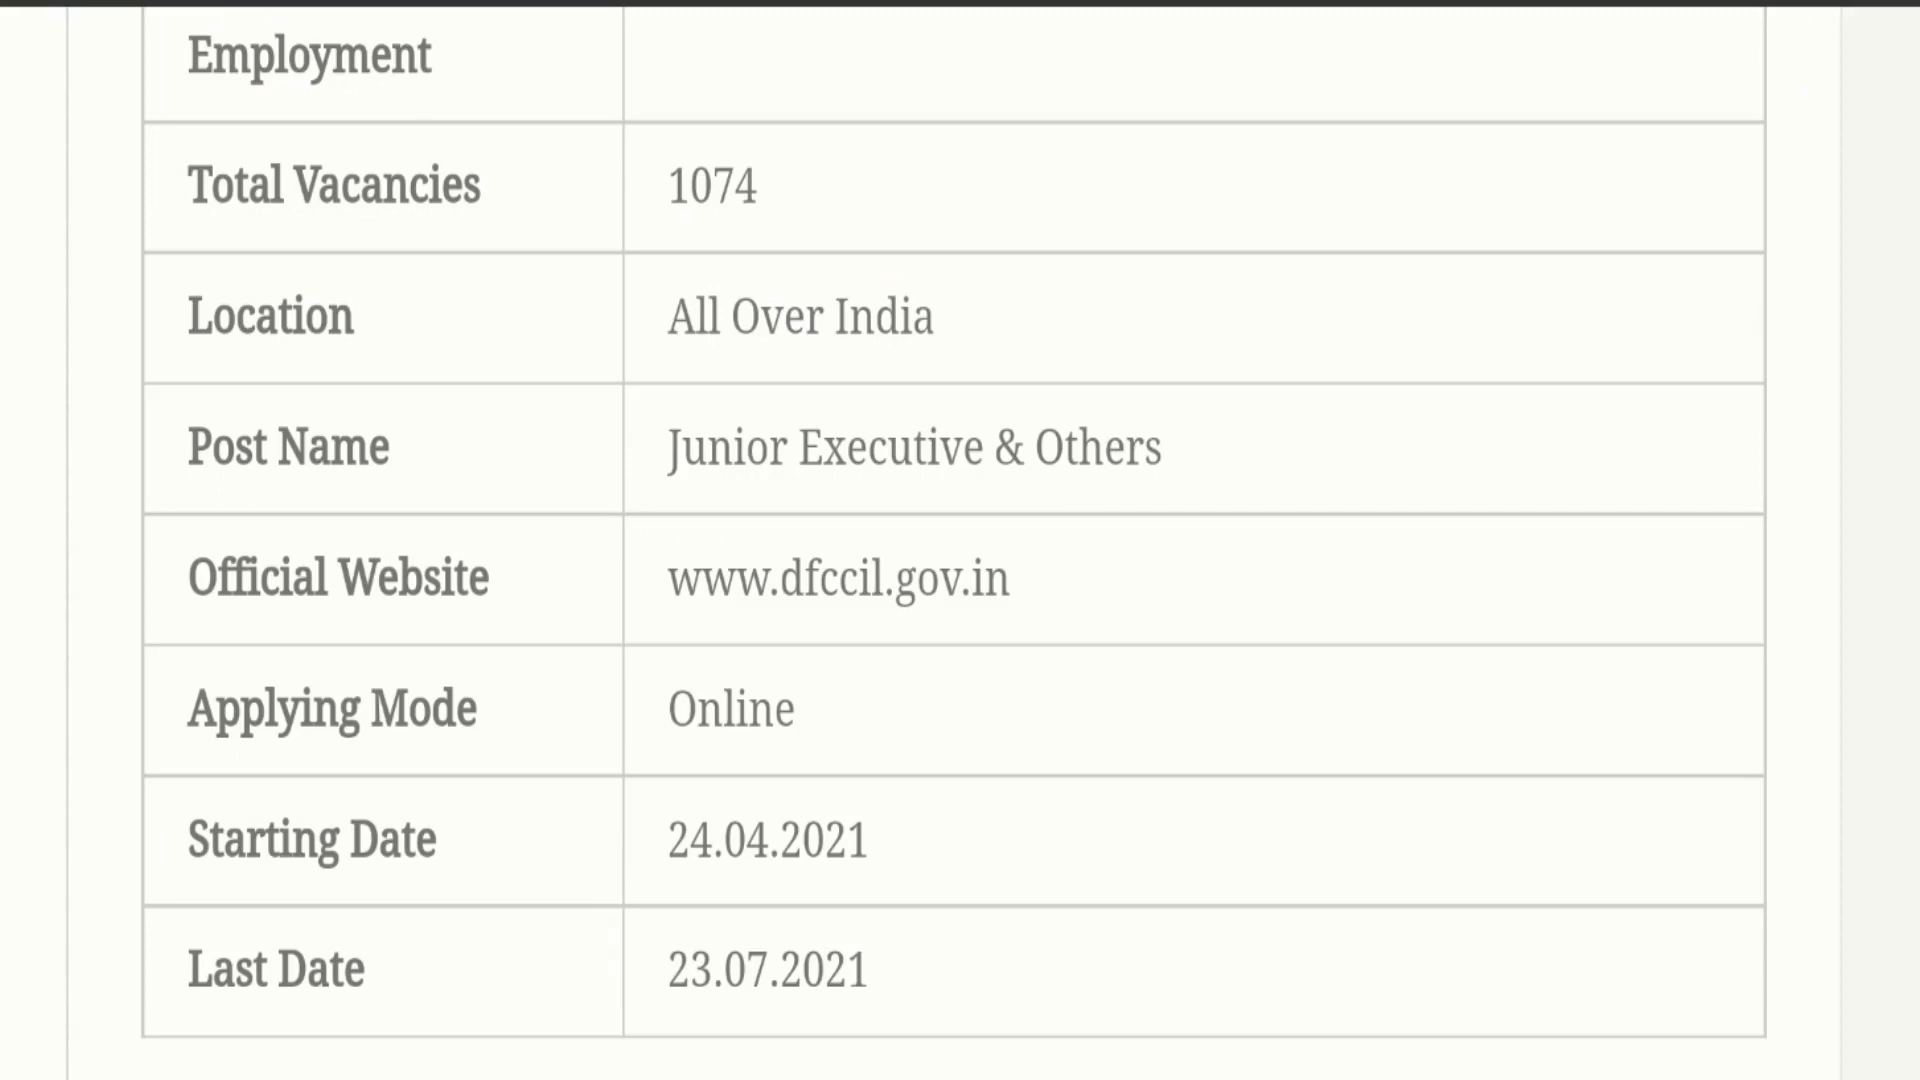 Employment
Total Vacancies 1074
Location All Over India
Post Name Junior Executive & Others
Official Website www.dfccil.gov.in
Applying Mode Online
Starting Date 24.04.2021
Last Date 23.07.2021